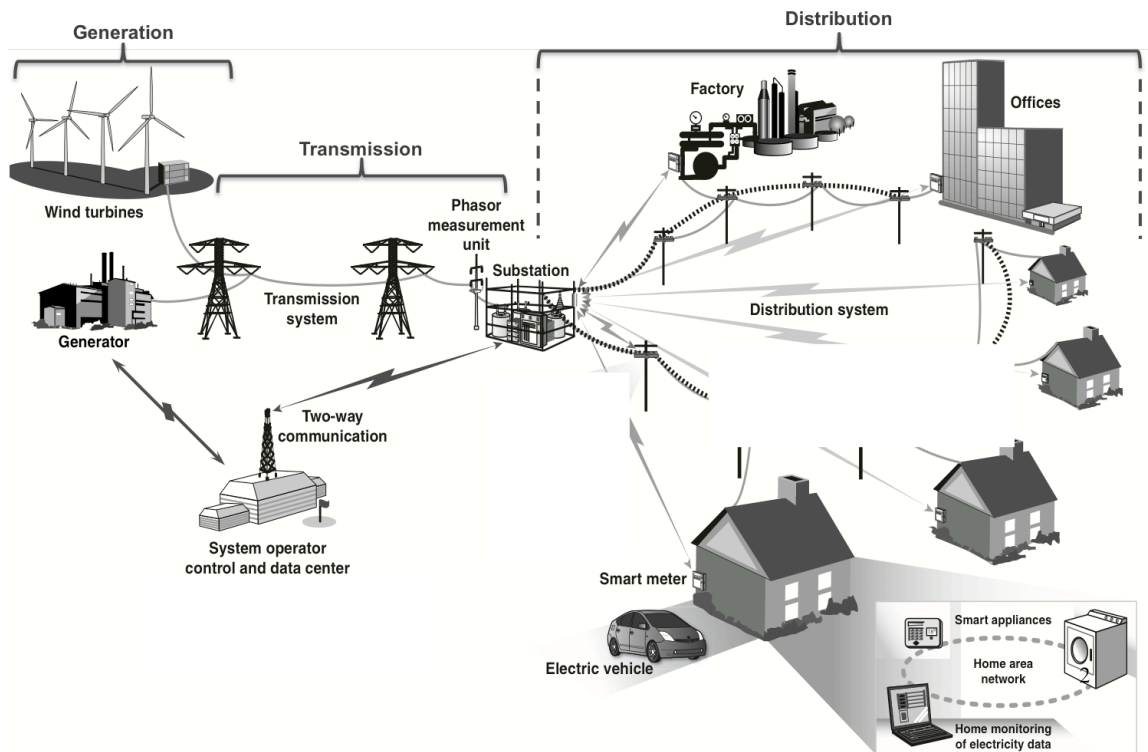 Generation
Distribution
Transmission
Factory
Offices
Wind turbines
Phasor
measurement
unit
Substation
Transmission
system
Distribution system
Generator
Two-way
communication
System operator
control and data center
Smart meter
Electric vehicle
Smart appliances
Home area
network
Home monitoring
of electricity data